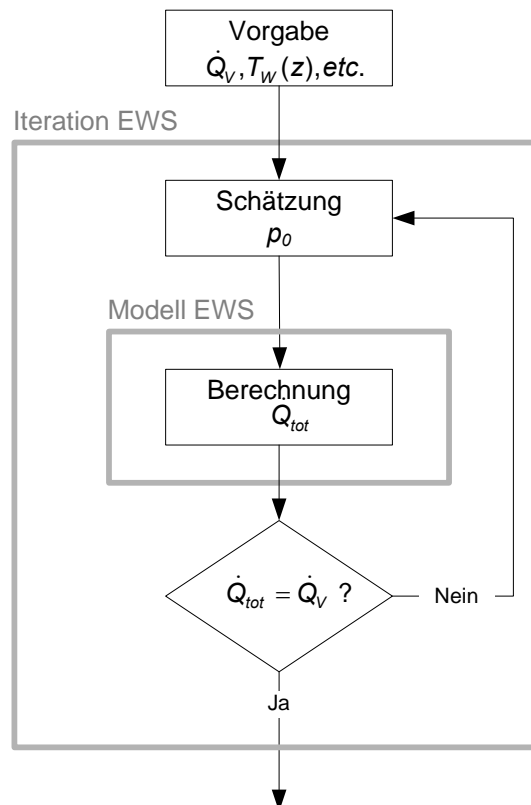 Vorgabe
Q̇_V, T_W(z), etc.
Iteration EWS
Schätzung
p_0
Modell EWS
Berechnung
Q̇_tot
Q̇_tot = Q̇_V ?
Nein
Ja